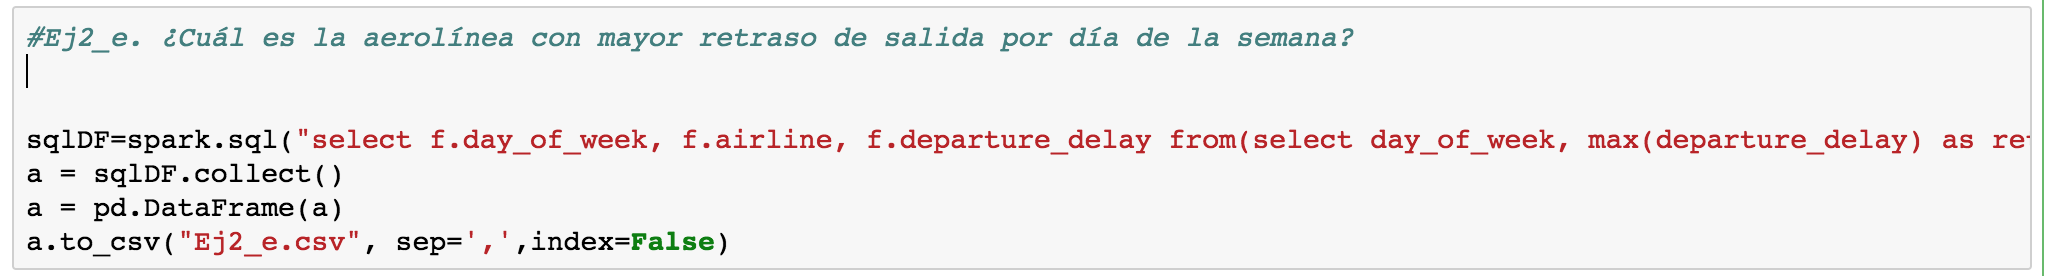 #Ej2_e. ¿Cuál es la aerolínea con mayor retraso de salida por día de la semana?
sqlDF=spark.sql("select f.day_of_week, f.airline, f.departure_delay from(select day_of_week, max(departure_delay) as
a = sqlDF.collect()
a = pd.DataFrame(a)
a.to_csv("Ej2_e.csv", sep=',',index=False)